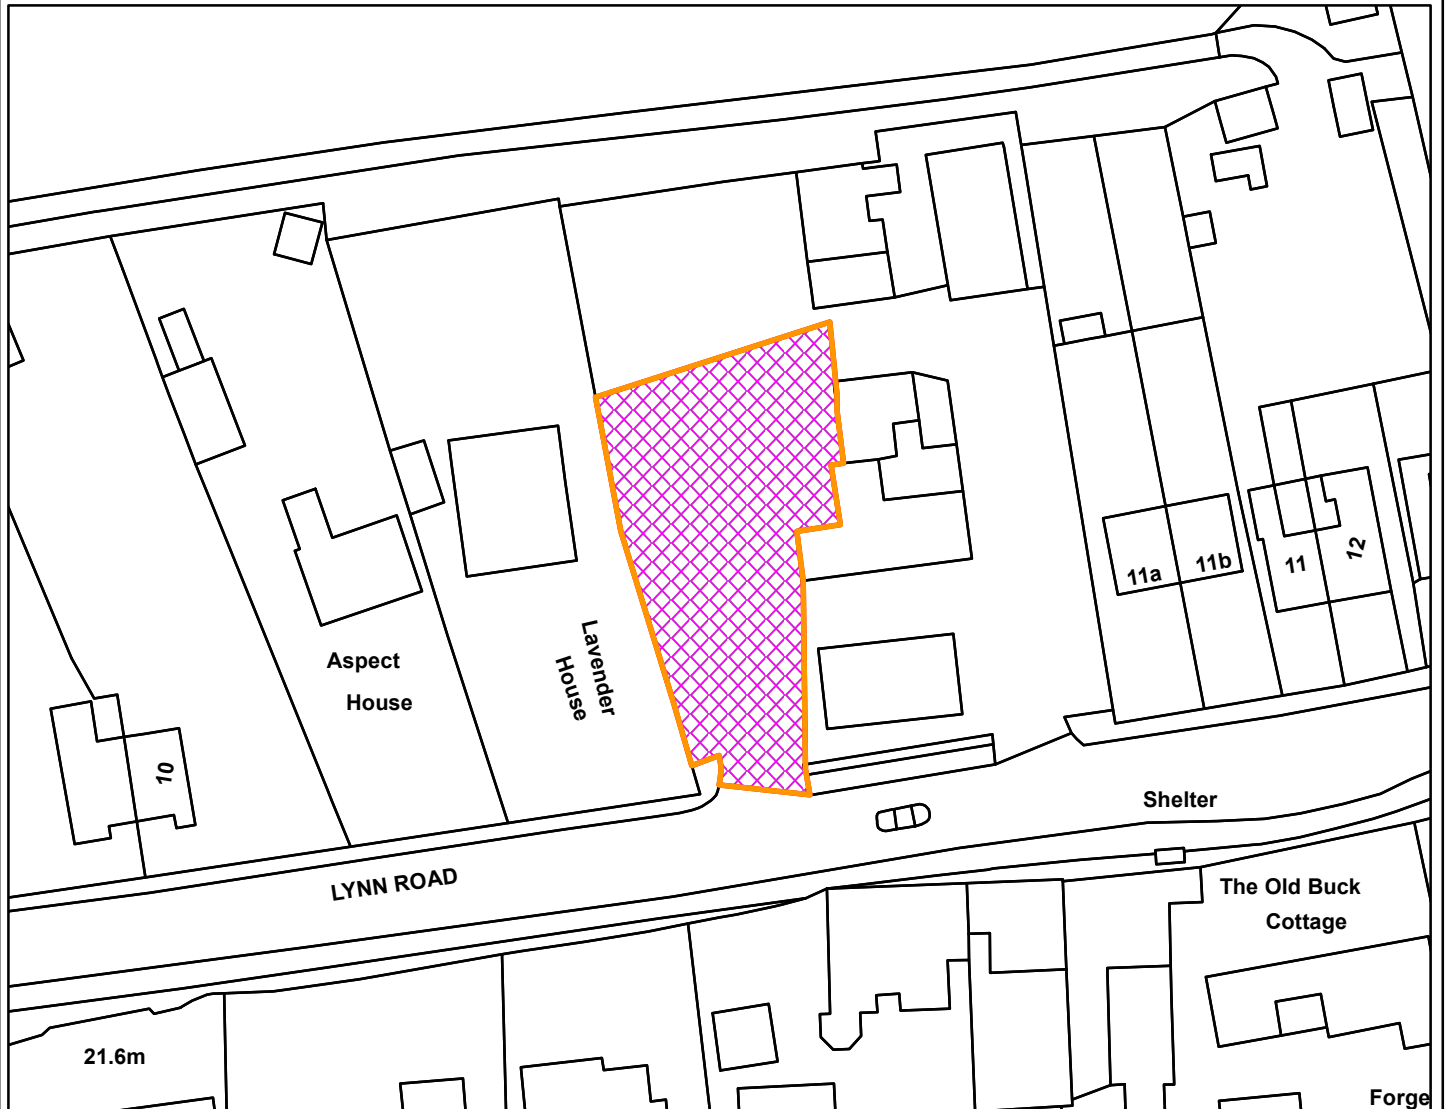 11a
11b
11
12
Lavender
House
Aspect
House
10
Shelter
LYNN ROAD
The Old Buck
Cottage
21.6m
Forge